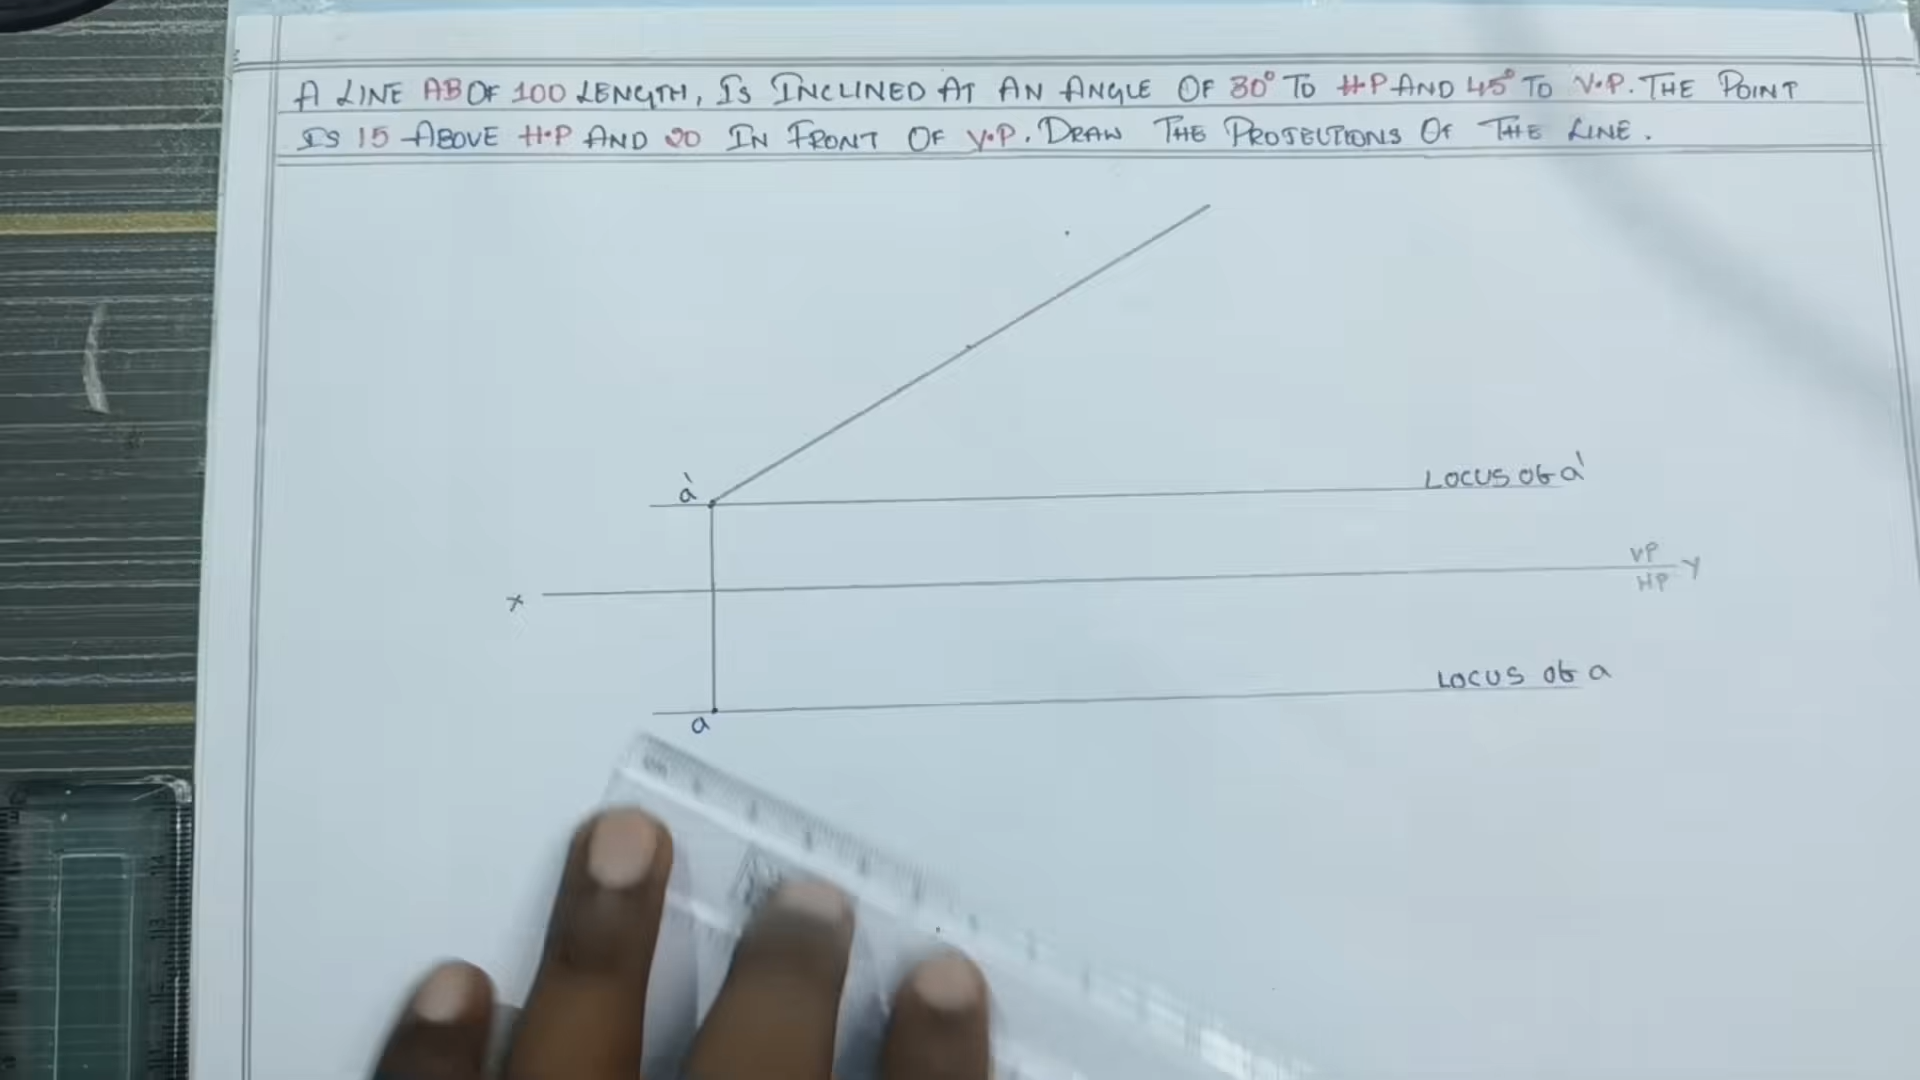 A LINE AB OF 100 LENGTH, IS INCLINED AT AN ANGLE OF 30° TO H.P AND 45° TO V.P. THE POINT
IS 15 ABOVE H.P AND 20 IN FRONT OF V.P. DRAW THE PROJECTIONS OF THE LINE.
a'
LOCUS of a'
VP
X
Y
HP
LOCUS of a
a